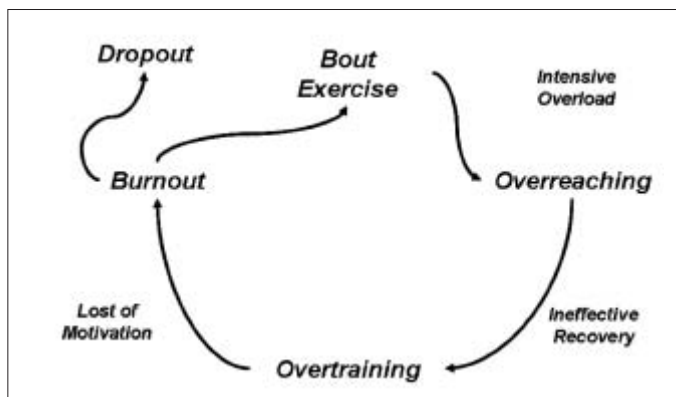 Dropout
Bout
Exercise
Intensive
Overload
Burnout
Overreaching
Lost of
Motivation
Ineffective
Recovery
Overtraining